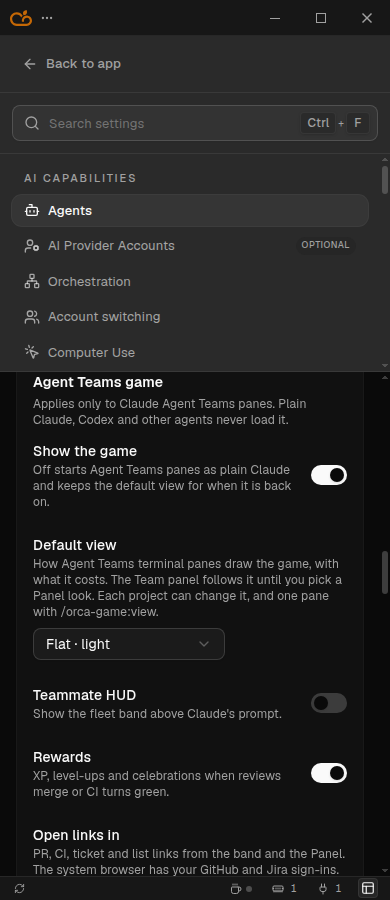 Back to app
Search settings Ctrl + F
AI CAPABILITIES
Agents
AI Provider Accounts OPTIONAL
Orchestration
Account switching
Computer Use
Agent Teams game
Applies only to Claude Agent Teams panes. Plain
Claude, Codex and other agents never load it.
Show the game
Off starts Agent Teams panes as plain Claude
and keeps the default view for when it is back
on.
Default view
How Agent Teams terminal panes draw the game, with
what it costs. The Team panel follows it until you pick a
Panel look. Each project can change it, and one pane
with /orca-game:view.
Flat · light
Teammate HUD
Show the fleet band above Claude's prompt.
Rewards
XP, level-ups and celebrations when reviews
merge or CI turns green.
Open links in
PR, CI, ticket and list links from the band and the Panel.
The system browser has your GitHub and Jira sign-ins.
1 1